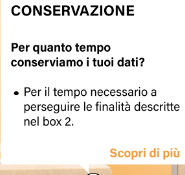 CONSERVAZIONE
Per quanto tempo
conserviamo i tuoi dati?
• Per il tempo necessario a
perseguire le finalità descritte
nel box 2.
Scopri di più